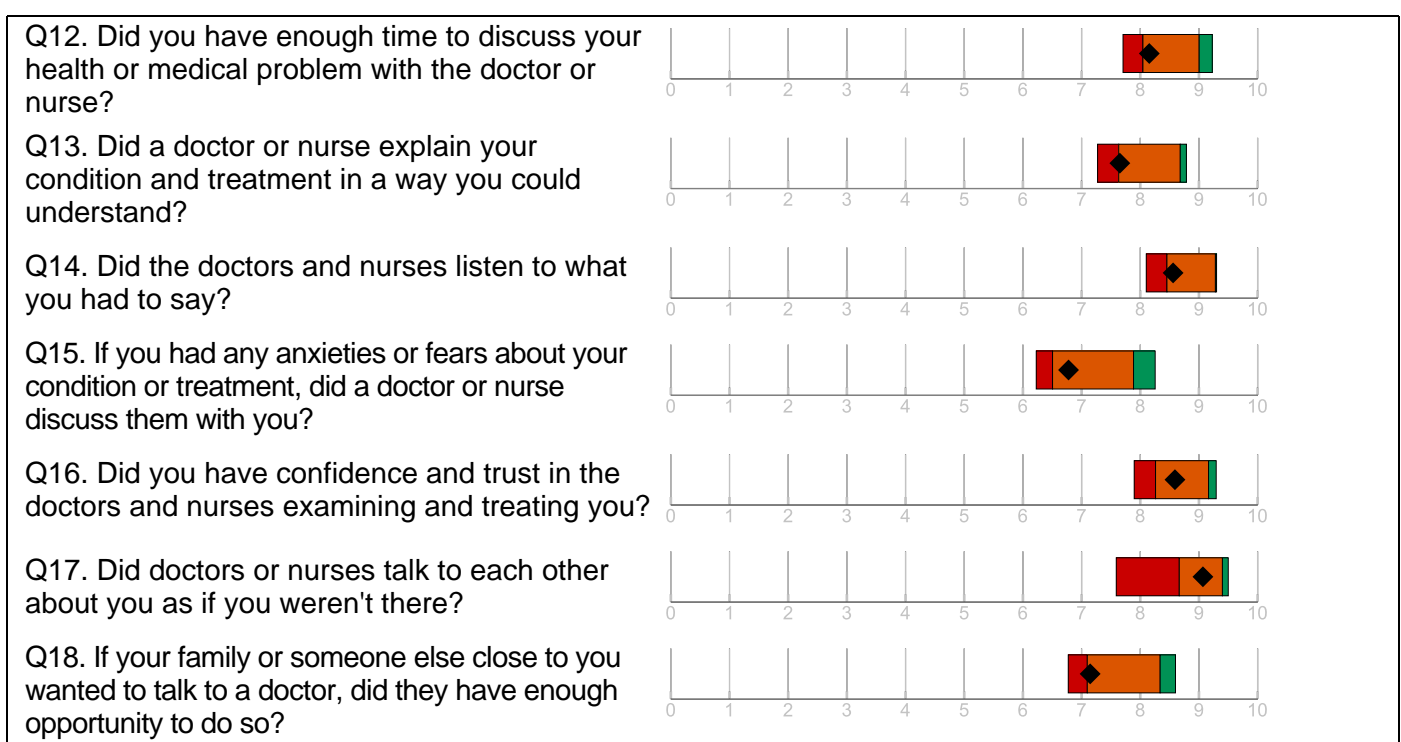 Q12. Did you have enough time to discuss your
health or medical problem with the doctor or
nurse?
0 1 2 3 4 5 6 7 8 9 10
Q13. Did a doctor or nurse explain your
condition and treatment in a way you could
understand?
0 1 2 3 4 5 6 7 8 9 10
Q14. Did the doctors and nurses listen to what
you had to say?
0 1 2 3 4 5 6 7 8 9 10
Q15. If you had any anxieties or fears about your
condition or treatment, did a doctor or nurse
discuss them with you?
0 1 2 3 4 5 6 7 8 9 10
Q16. Did you have confidence and trust in the
doctors and nurses examining and treating you?
0 1 2 3 4 5 6 7 8 9 10
Q17. Did doctors or nurses talk to each other
about you as if you weren't there?
0 1 2 3 4 5 6 7 8 9 10
Q18. If your family or someone else close to you
wanted to talk to a doctor, did they have enough
opportunity to do so?
0 1 2 3 4 5 6 7 8 9 10